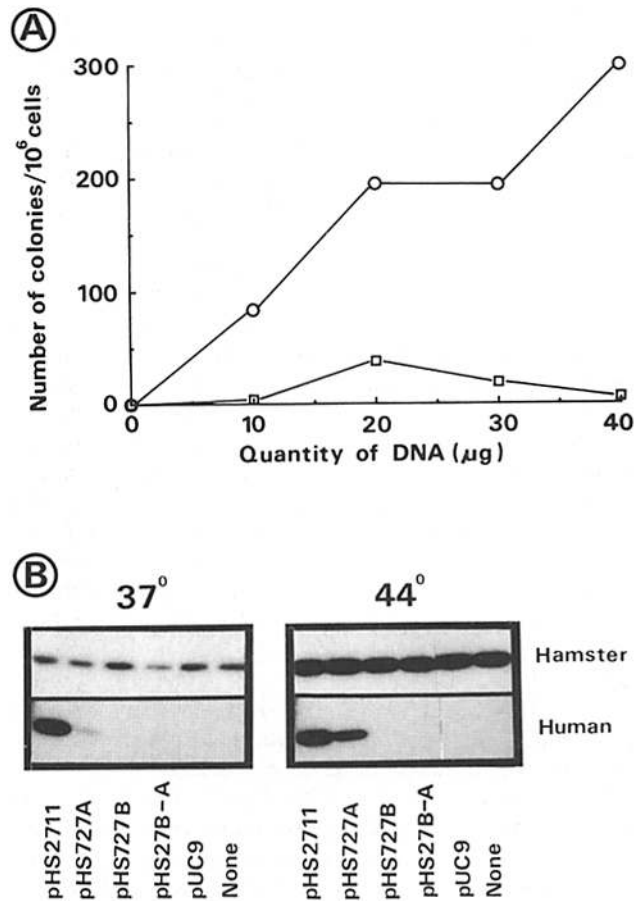 A
Number of colonies/10⁶ cells
300
200
100
0
0 10 20 30 40
Quantity of DNA (μg)
B
37° 44°
Hamster
Human
pHS2711
pHS727A
pHS727B
pHS27B-A
pUC9
None
pHS2711
pHS727A
pHS727B
pHS27B-A
pUC9
None